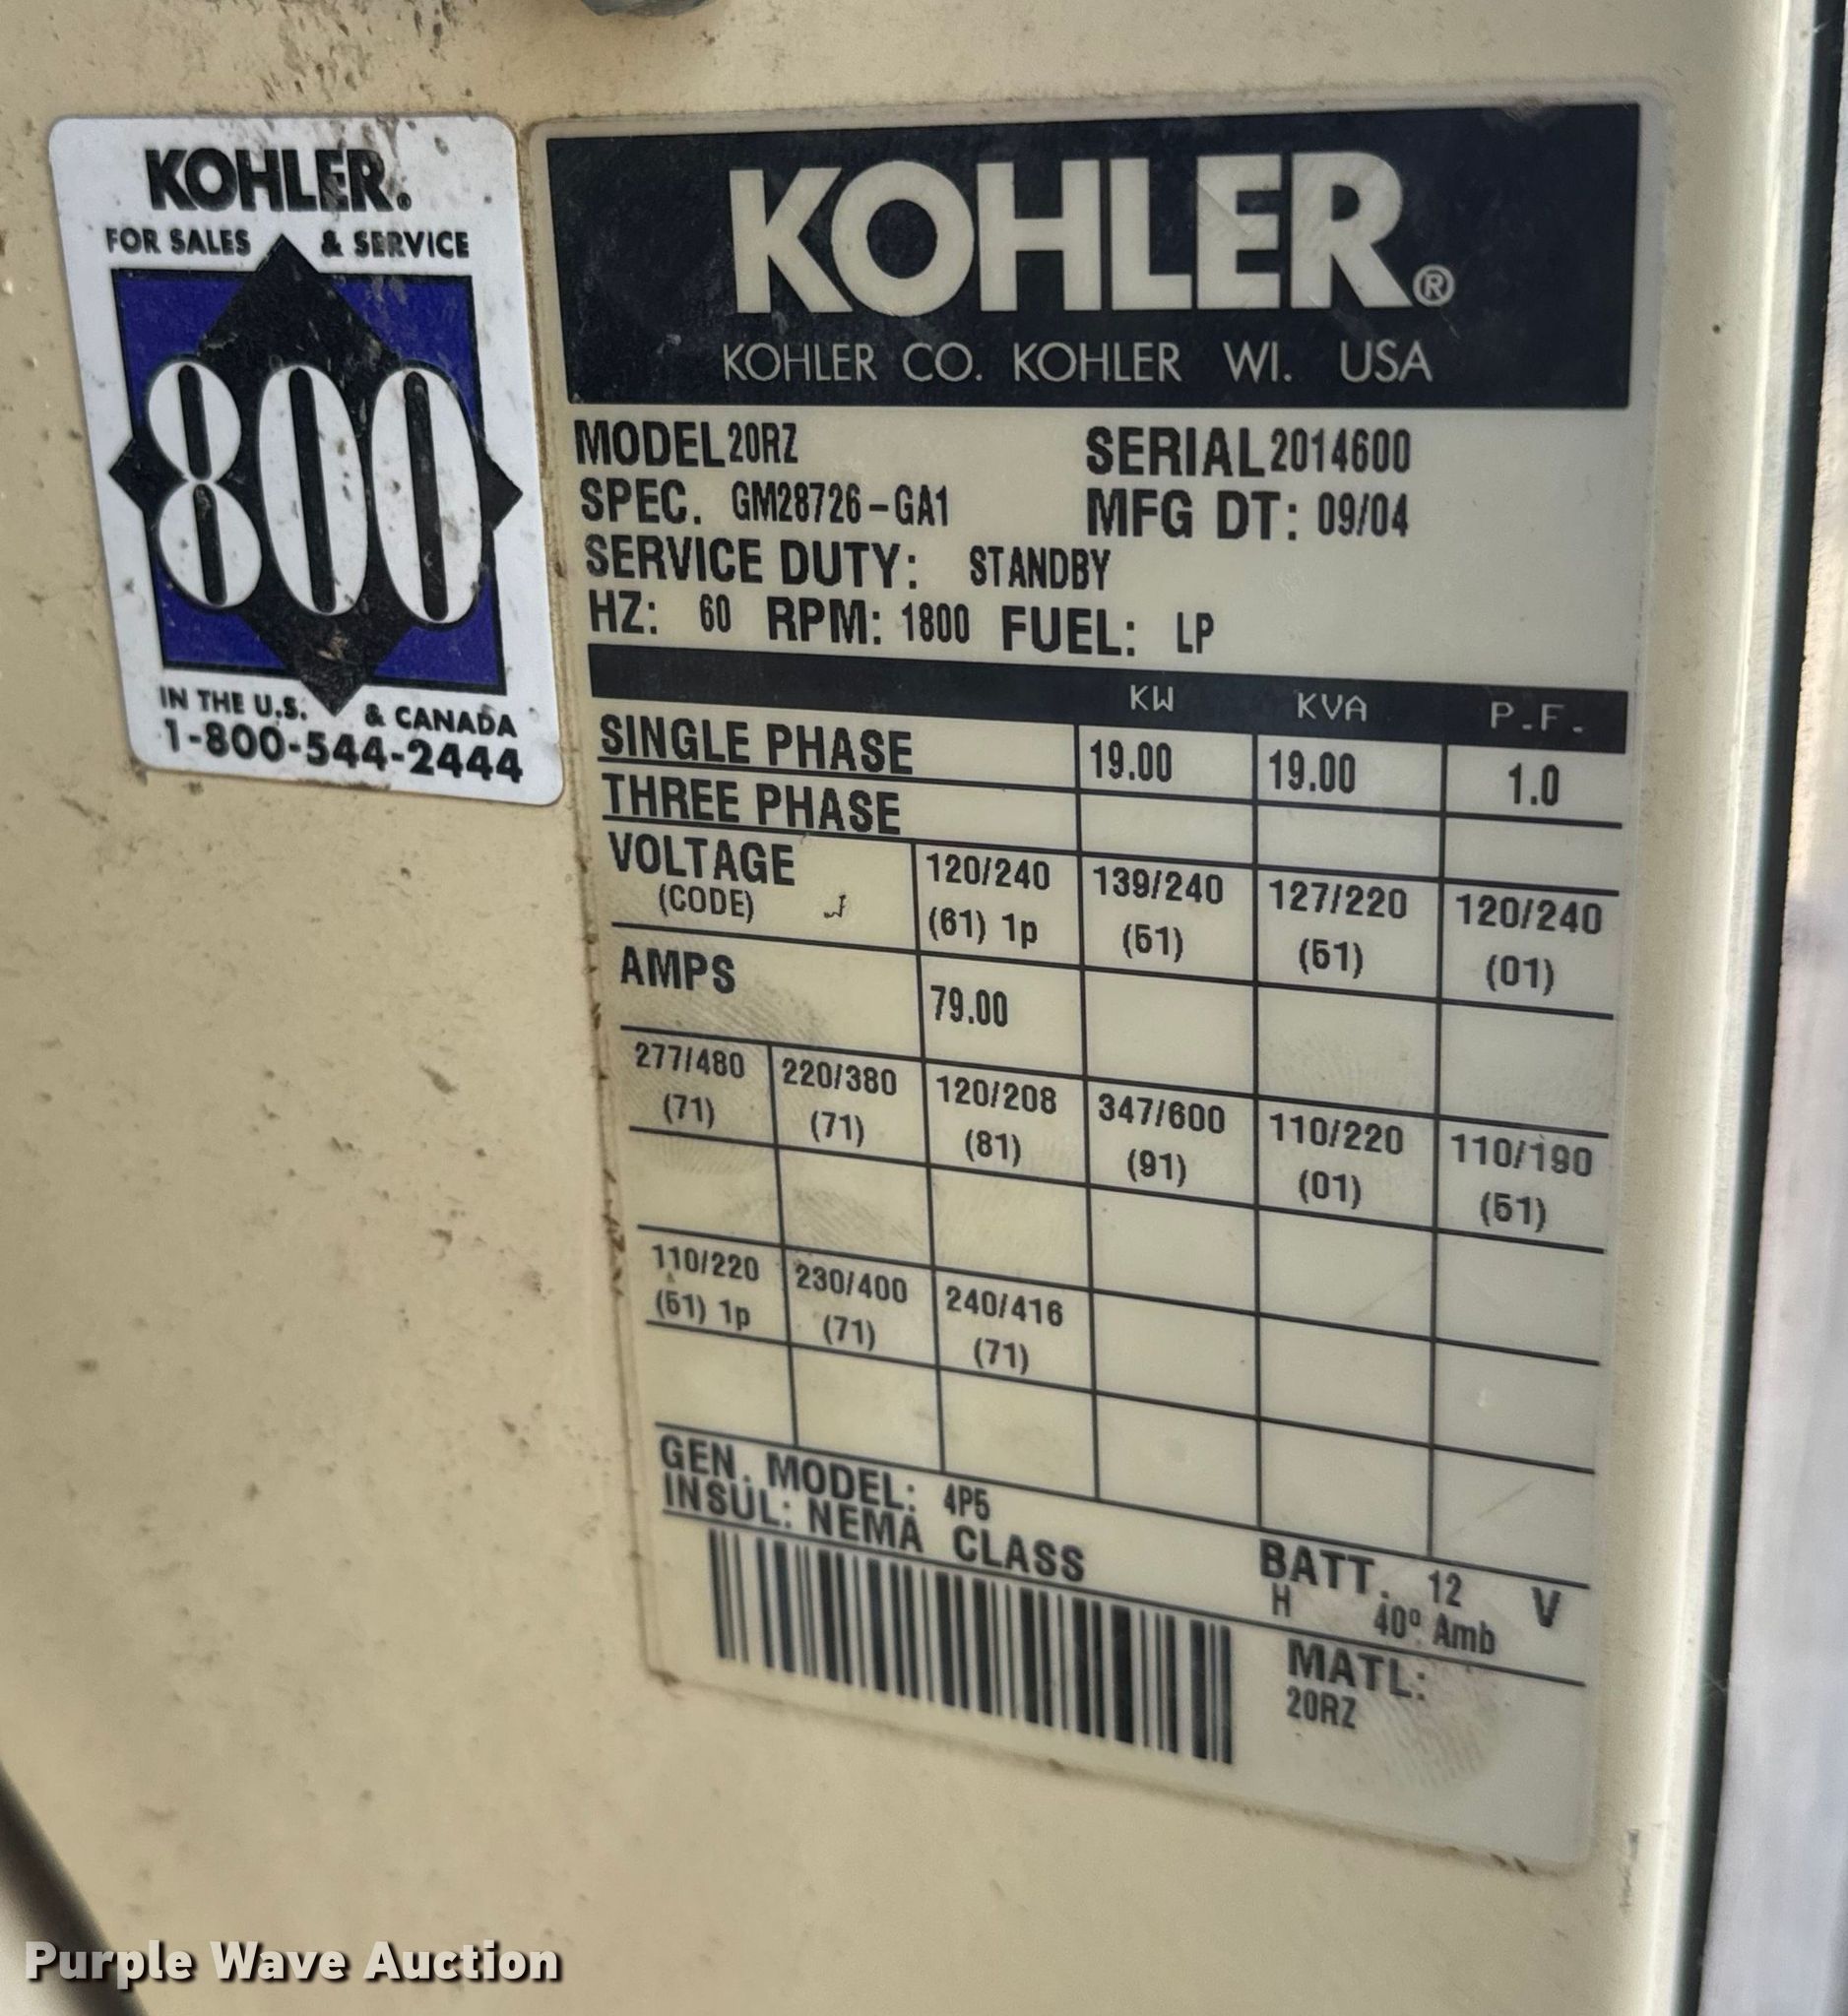 KOHLER.
FOR SALES & SERVICE
800
IN THE U.S. & CANADA
1-800-544-2444
KOHLER®
KOHLER CO. KOHLER WI. USA
MODEL 20RZ SERIAL 2014600
SPEC. GM28726-GA1 MFG DT: 09/04
SERVICE DUTY: STANDBY
HZ: 60 RPM: 1800 FUEL: LP
KW KVA P.F.
SINGLE PHASE 19.00 19.00 1.0
THREE PHASE
VOLTAGE 120/240 139/240 127/220 120/240
(CODE) (61) 1p (51) (61) (01)
AMPS 79.00
277/480 220/380 120/208 347/600 110/220 110/190
(71) (71) (81) (91) (01) (51)
110/220 230/400 240/416
(61) 1p (71) (71)
GEN. MODEL: 4P5 BATT. 12 V
INSUL: NEMA CLASS H 40º Amb
MATL:
20RZ
Purple Wave Auction